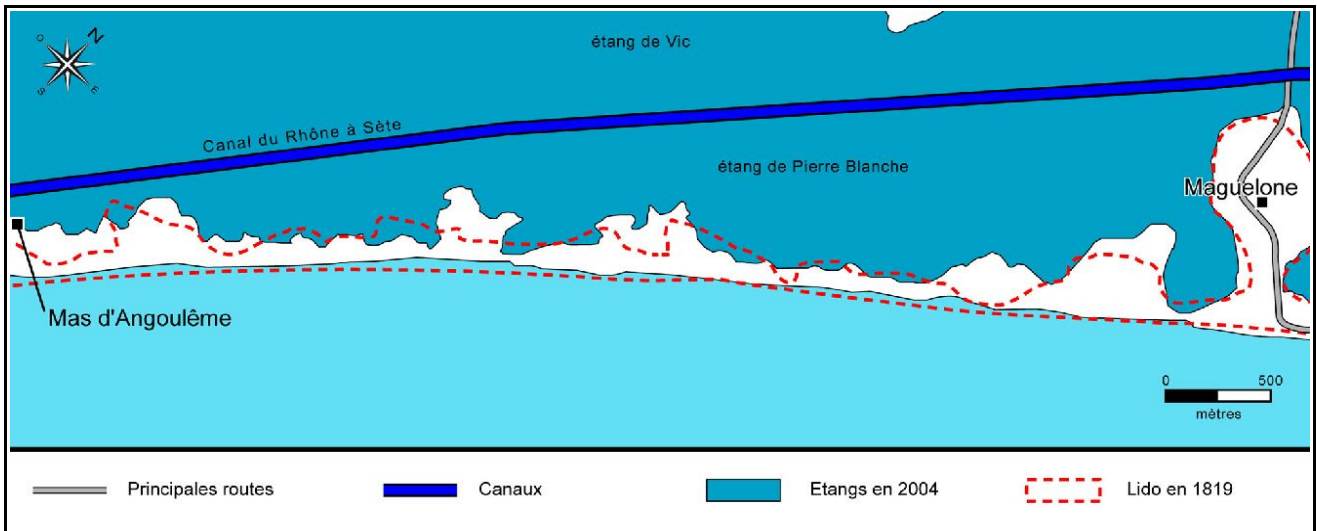 O N
S E
étang de Vic
Canal du Rhône à Sète
étang de Pierre Blanche
Maguelone
Mas d'Angoulême
0 500
mètres
Principales routes
Canaux
Etangs en 2004
Lido en 1819